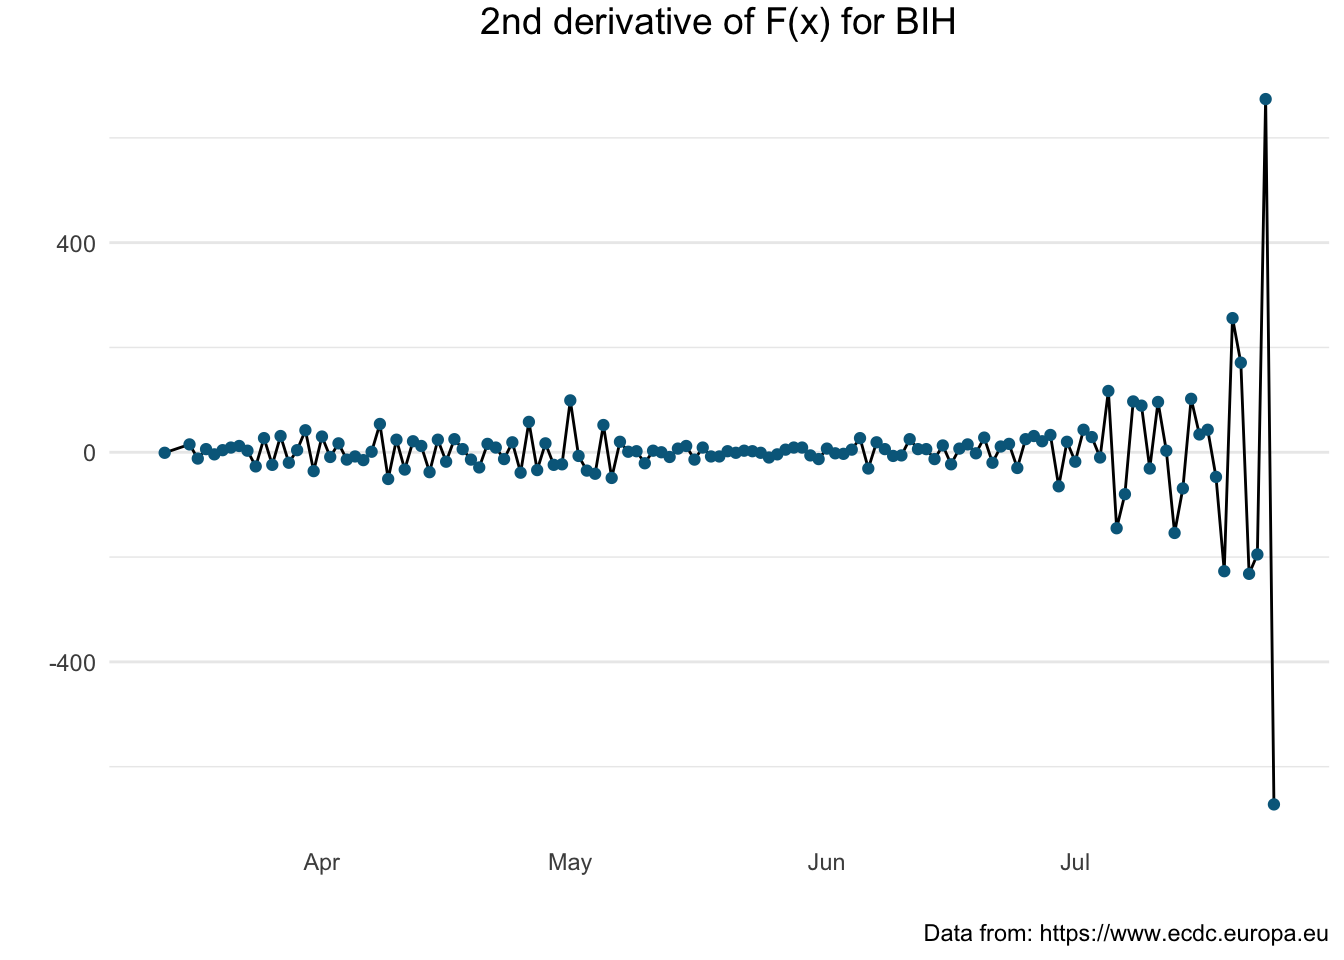 2nd derivative of F(x) for BIH
400
0
-400
Apr May Jun Jul
Data from: https://www.ecdc.europa.eu